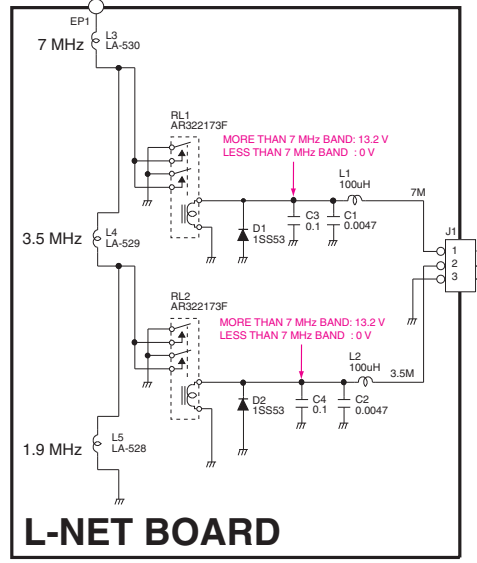 EP1
L3
7 MHz
LA-530
RL1
AR322173F
MORE THAN 7 MHz BAND: 13.2 V
LESS THAN 7 MHz BAND : 0 V
L1
100uH
7M
D1
1SS53
C3
0.1
C1
0.0047
J1
1
2
3
3.5 MHz
L4
LA-529
RL2
AR322173F
MORE THAN 7 MHz BAND: 13.2 V
LESS THAN 7 MHz BAND : 0 V
L2
100uH
3.5M
D2
1SS53
C4
0.1
C2
0.0047
1.9 MHz
L5
LA-528
L-NET BOARD